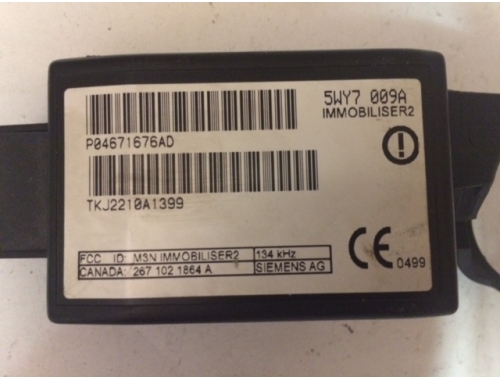 5WY7 009A
IMMOBILISER2
P04671676AD
TKJ2210A1399
FCC ID: M3N IMMOBILISER2 134 kHz
CANADA: 267 102 1864 A SIEMENS AG
CE 0499